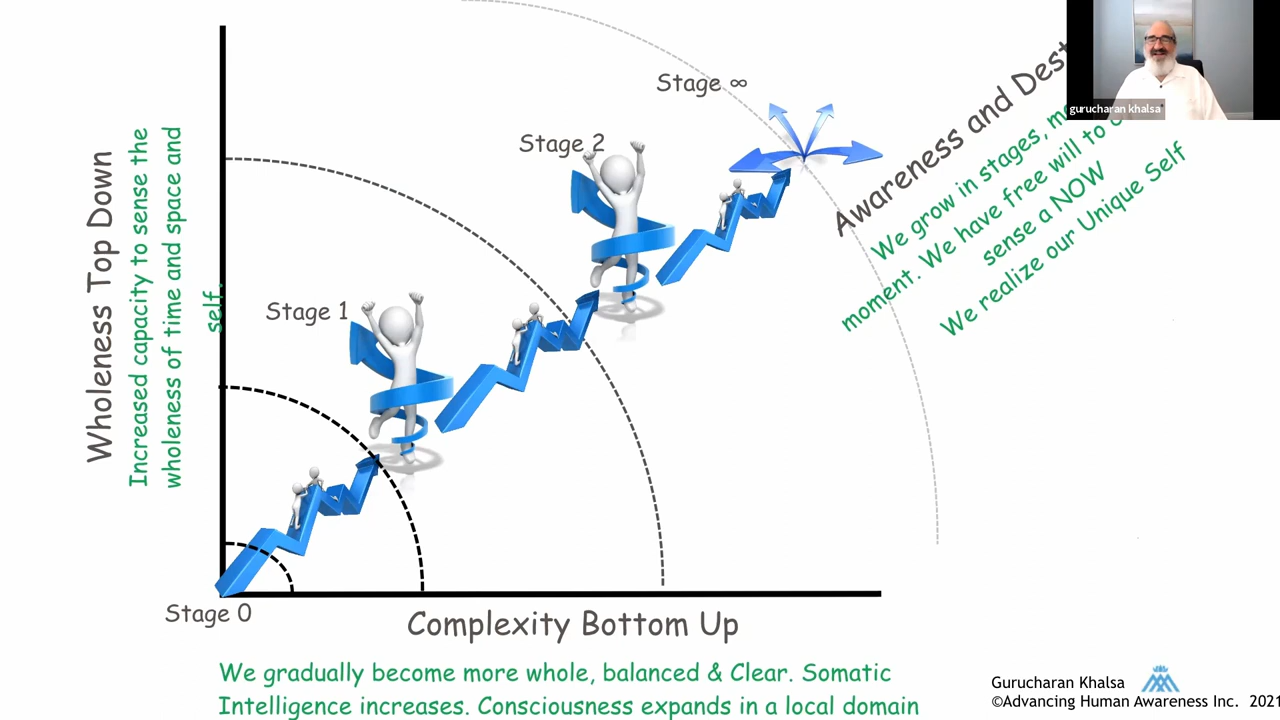 Wholeness Top Down
Increased capacity to sense the
wholeness of time and space and
self.
Stage 0
Stage 1
Stage 2
Stage ∞
Awareness and
We grow in stages,
moment. We have free will to
sense a NOW
We realize our Unique Self
gurucharan khalsa
Complexity Bottom Up
We gradually become more whole, balanced & Clear. Somatic
Intelligence increases. Consciousness expands in a local domain
Gurucharan Khalsa
©Advancing Human Awareness Inc. 2021